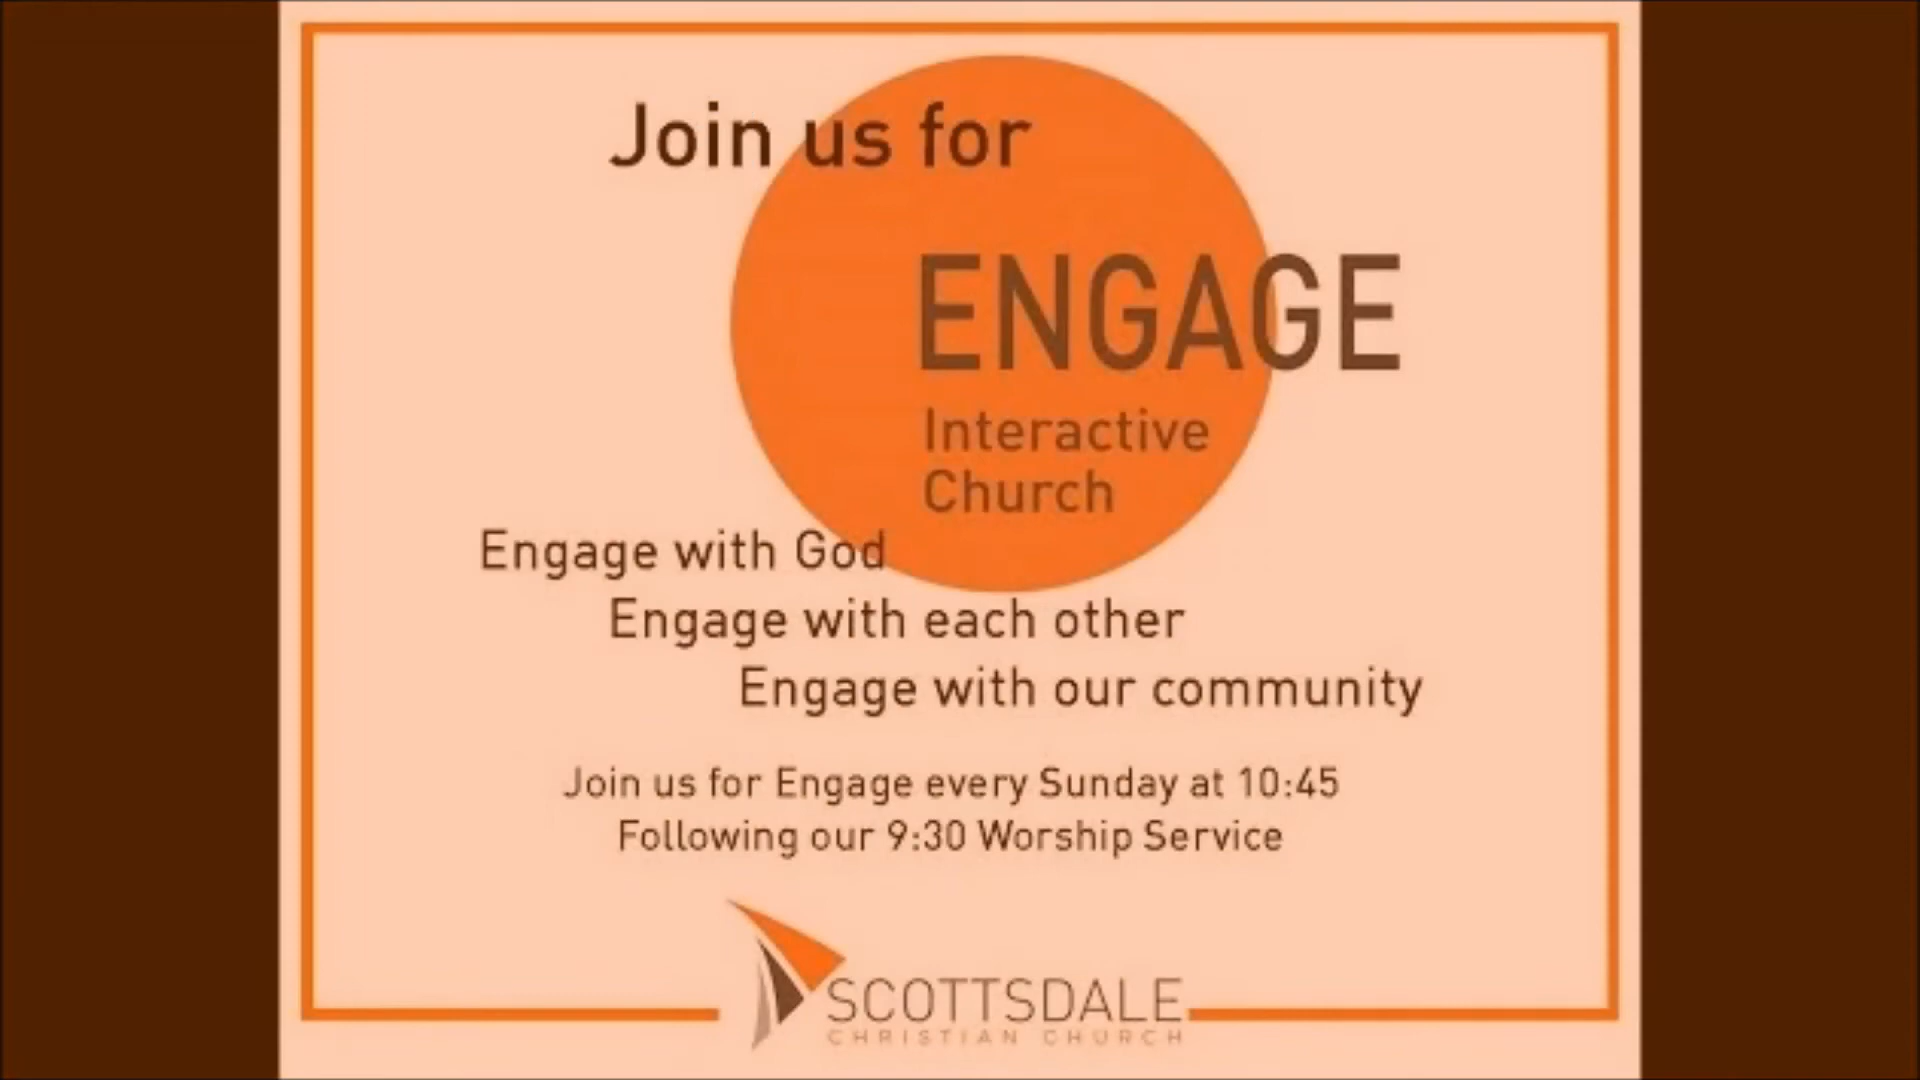 Join us for
ENGAGE
Interactive
Church
Engage with God
Engage with each other
Engage with our community
Join us for Engage every Sunday at 10:45
Following our 9:30 Worship Service
SCOTTSDALE
CHRISTIAN CHURCH